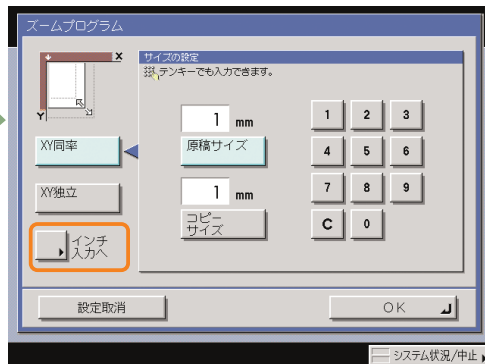 ズームプログラム
X
Y
サイズの設定
テンキーでも入力できます。
1 mm
原稿サイズ
1 mm
コピー
サイズ
XY同率
XY独立
インチ
入力へ
1 2 3
4 5 6
7 8 9
C 0
設定取消
OK
システム状況/中止